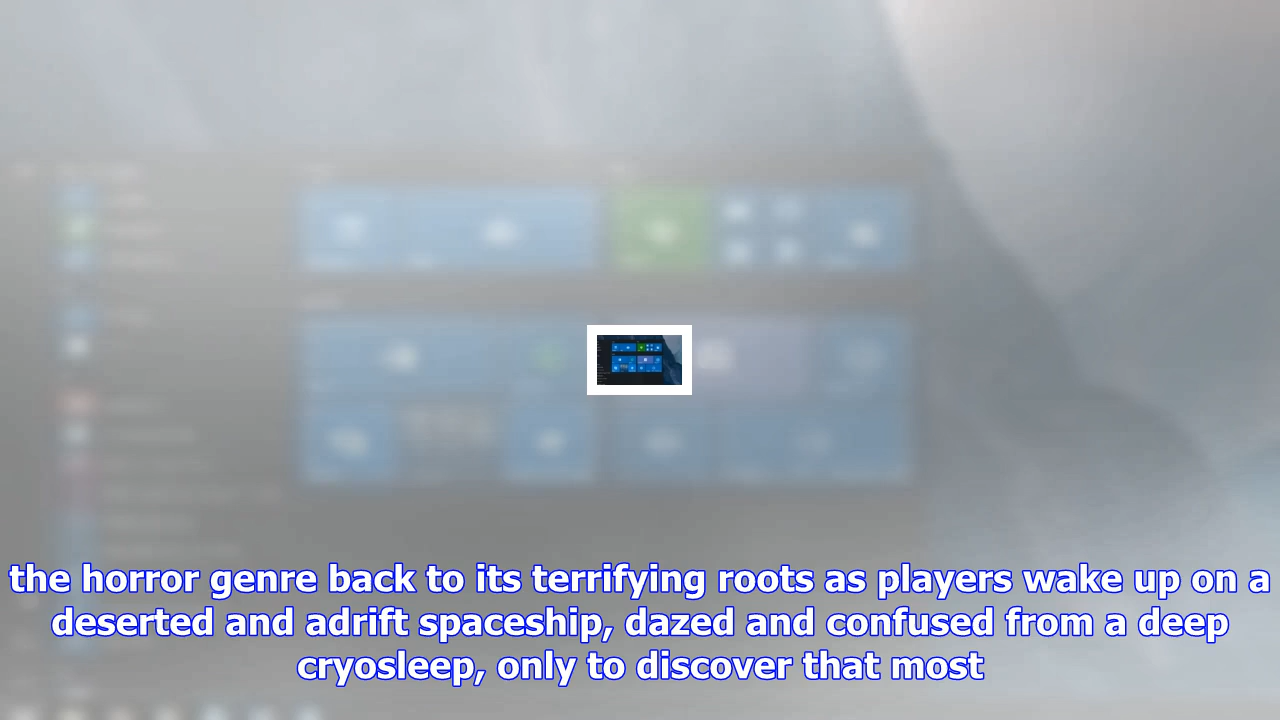 the horror genre back to its terrifying roots as players wake up on a
deserted and adrift spaceship, dazed and confused from a deep
cryosleep, only to discover that most